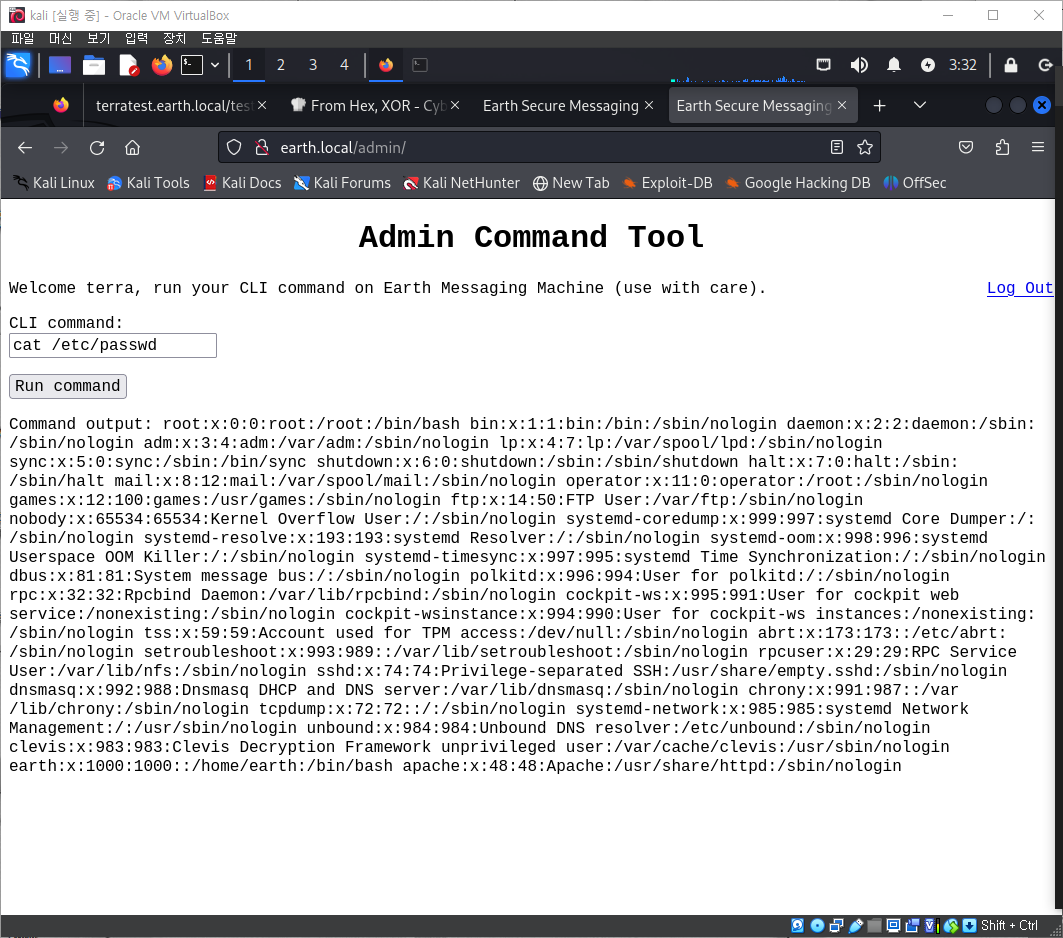 kali [실행 중] - Oracle VM VirtualBox
파일 머신 보기 입력 장치 도움말
1 2 3 4 3:32
terratest.earth.local/tes From Hex, XOR - Cyb Earth Secure Messaging Earth Secure Messaging
earth.local/admin/
Kali Linux Kali Tools Kali Docs Kali Forums Kali NetHunter New Tab Exploit-DB Google Hacking DB OffSec
Admin Command Tool
Welcome terra, run your CLI command on Earth Messaging Machine (use with care). Log Out
CLI command:
cat /etc/passwd
Run command
Command output: root:x:0:0:root:/root:/bin/bash bin:x:1:1:bin:/bin:/sbin/nologin daemon:x:2:2:daemon:/sbin:
/sbin/nologin adm:x:3:4:adm:/var/adm:/sbin/nologin lp:x:4:7:lp:/var/spool/lpd:/sbin/nologin
sync:x:5:0:sync:/sbin:/bin/sync shutdown:x:6:0:shutdown:/sbin:/sbin/shutdown halt:x:7:0:halt:/sbin:
/sbin/halt mail:x:8:12:mail:/var/spool/mail:/sbin/nologin operator:x:11:0:operator:/root:/sbin/nologin
games:x:12:100:games:/usr/games:/sbin/nologin ftp:x:14:50:FTP User:/var/ftp:/sbin/nologin
nobody:x:65534:65534:Kernel Overflow User:/:/sbin/nologin systemd-coredump:x:999:997:systemd Core Dumper:/:
/sbin/nologin systemd-resolve:x:193:193:systemd Resolver:/:/sbin/nologin systemd-oom:x:998:996:systemd
Userspace OOM Killer:/:/sbin/nologin systemd-timesync:x:997:995:systemd Time Synchronization:/:/sbin/nologin
dbus:x:81:81:System message bus:/:/sbin/nologin polkitd:x:996:994:User for polkitd:/:/sbin/nologin
rpc:x:32:32:Rpcbind Daemon:/var/lib/rpcbind:/sbin/nologin cockpit-ws:x:995:991:User for cockpit web
service:/nonexisting:/sbin/nologin cockpit-wsinstance:x:994:990:User for cockpit-ws instances:/nonexisting:
/sbin/nologin tss:x:59:59:Account used for TPM access:/dev/null:/sbin/nologin abrt:x:173:173::/etc/abrt:
/sbin/nologin setroubleshoot:x:993:989::/var/lib/setroubleshoot:/sbin/nologin rpcuser:x:29:29:RPC Service
User:/var/lib/nfs:/sbin/nologin sshd:x:74:74:Privilege-separated SSH:/usr/share/empty.sshd:/sbin/nologin
dnsmasq:x:992:988:Dnsmasq DHCP and DNS server:/var/lib/dnsmasq:/sbin/nologin chrony:x:991:987::/var
/lib/chrony:/sbin/nologin tcpdump:x:72:72::/:/sbin/nologin systemd-network:x:985:985:systemd Network
Management:/:/usr/sbin/nologin unbound:x:984:984:Unbound DNS resolver:/etc/unbound:/sbin/nologin
clevis:x:983:983:Clevis Decryption Framework unprivileged user:/var/cache/clevis:/usr/sbin/nologin
earth:x:1000:1000::/home/earth:/bin/bash apache:x:48:48:Apache:/usr/share/httpd:/sbin/nologin
Shift + Ctrl